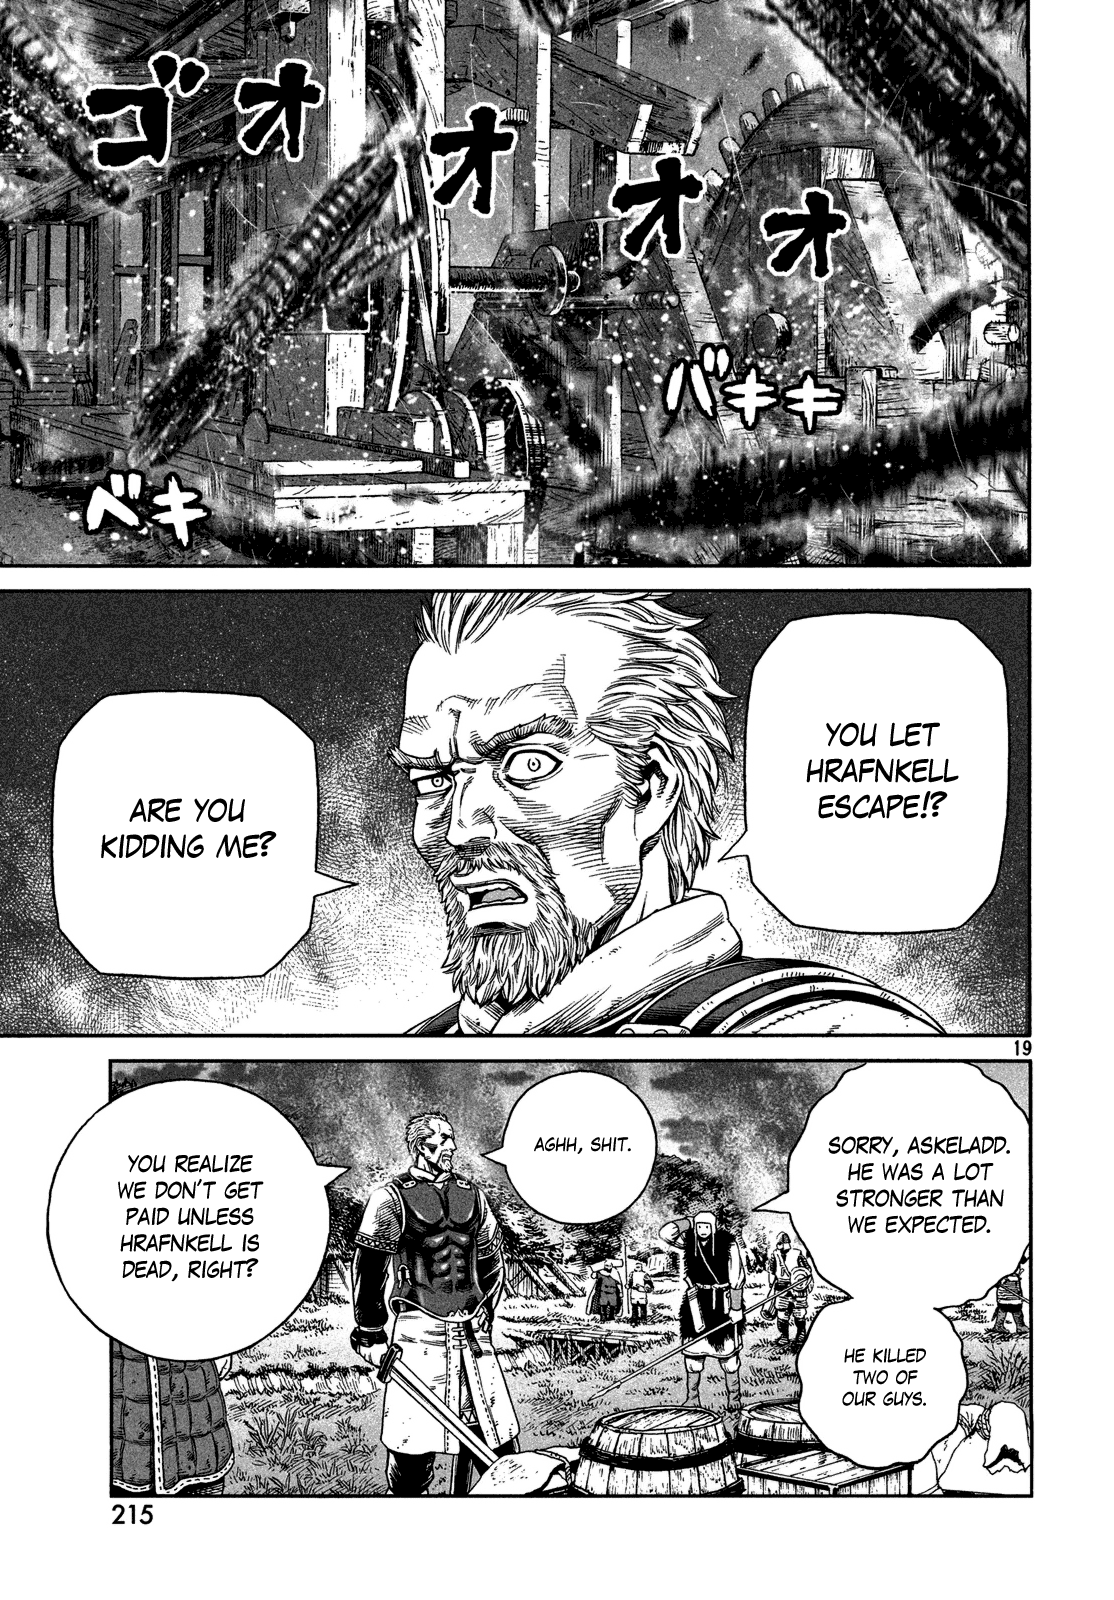 ゴオオオオ
バキキ
ベキ
YOU LET
HRAFNKELL
ESCAPE!?
ARE YOU
KIDDING ME?
19
SORRY, ASKELADD.
HE WAS A LOT
STRONGER THAN
WE EXPECTED.
HE KILLED
TWO OF
OUR GUYS.
AGHH, SHIT.
YOU REALIZE
WE DON'T GET
PAID UNLESS
HRAFNKELL IS
DEAD, RIGHT?
215